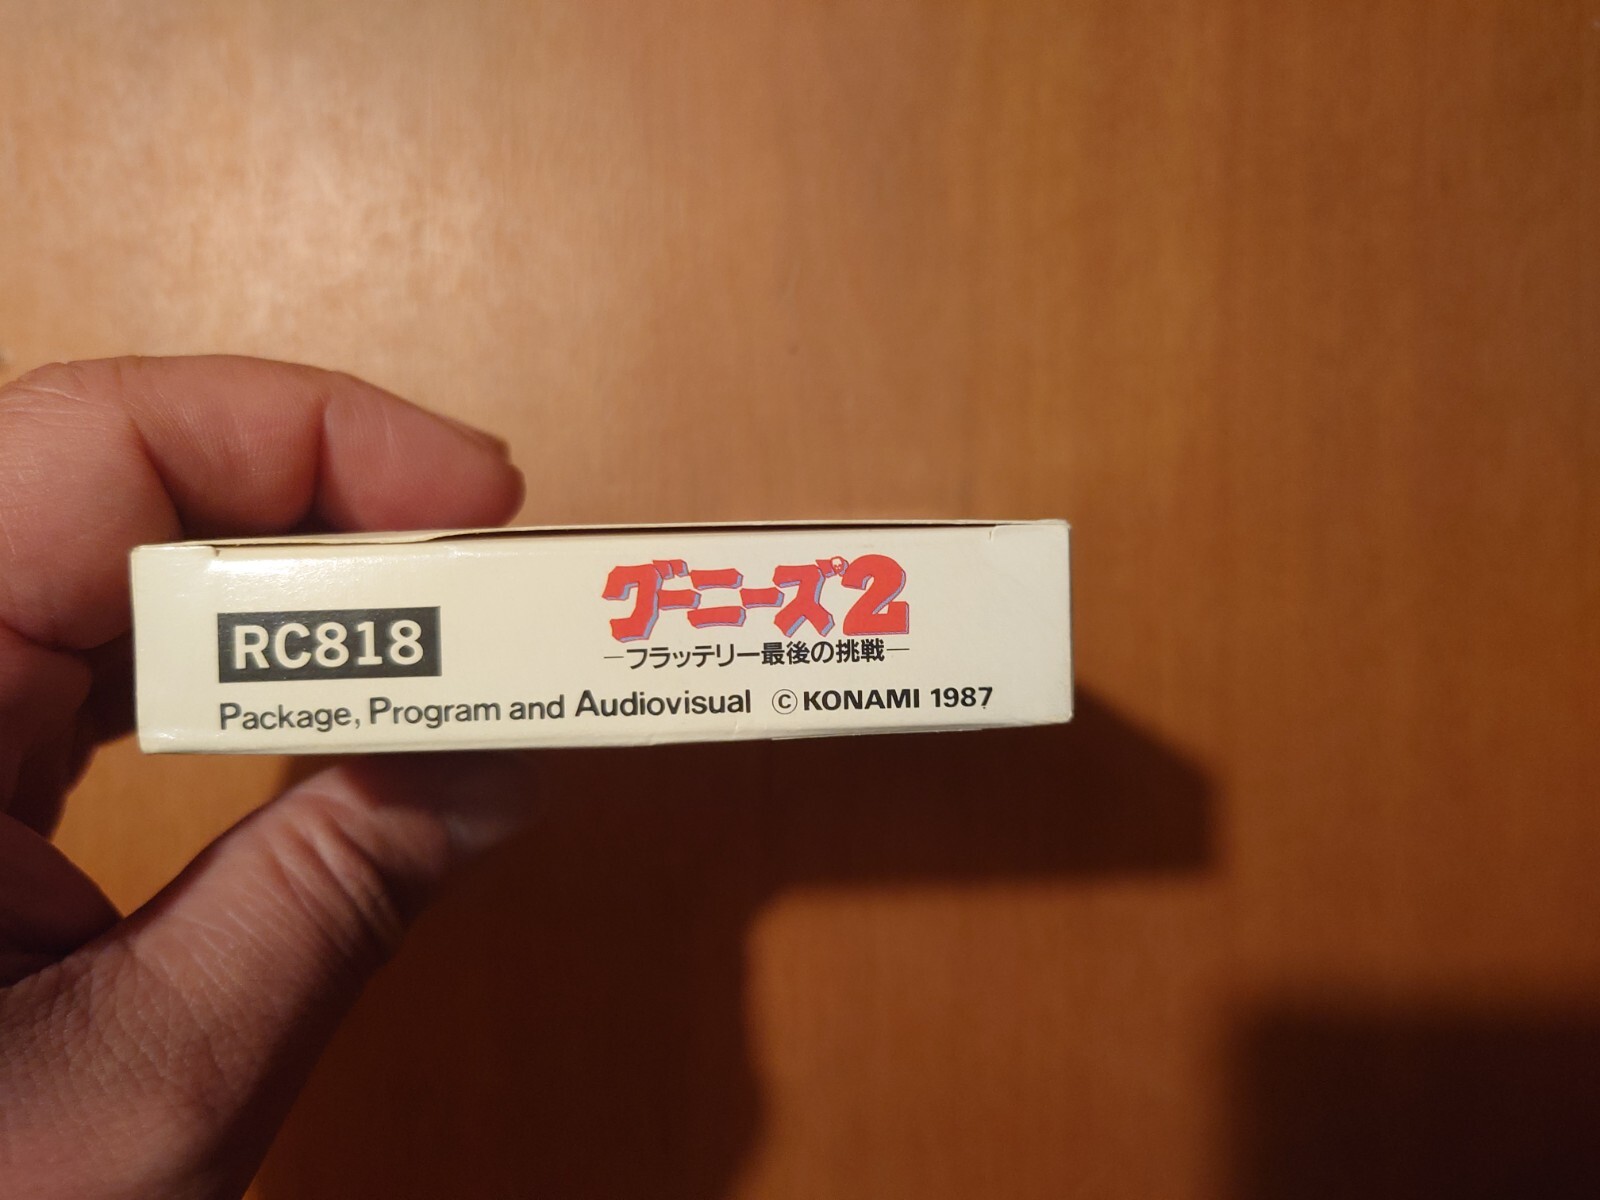 グーニーズ2
RC818
—フラッテリー最後の挑戦—
Package, Program and Audiovisual ©KONAMI 1987